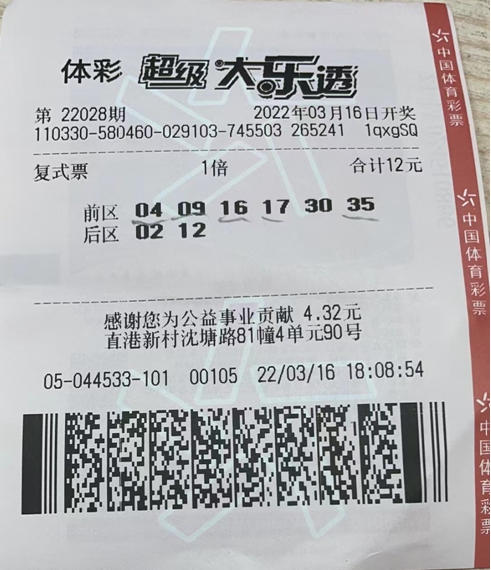 体彩 超级大乐透
第 22028期 2022年03月16日开奖
110330-580460-029103-745503 265241 1qxgSQ
复式票 1倍 合计12元
前区 04 09 16 17 30 35
后区 02 12
感谢您为公益事业贡献 4.32元
直港新村沈塘路81幢4单元90号
05-044533-101 00105 22/03/16 18:08:54
中国体育彩票
中国体育彩票
中国体育彩票